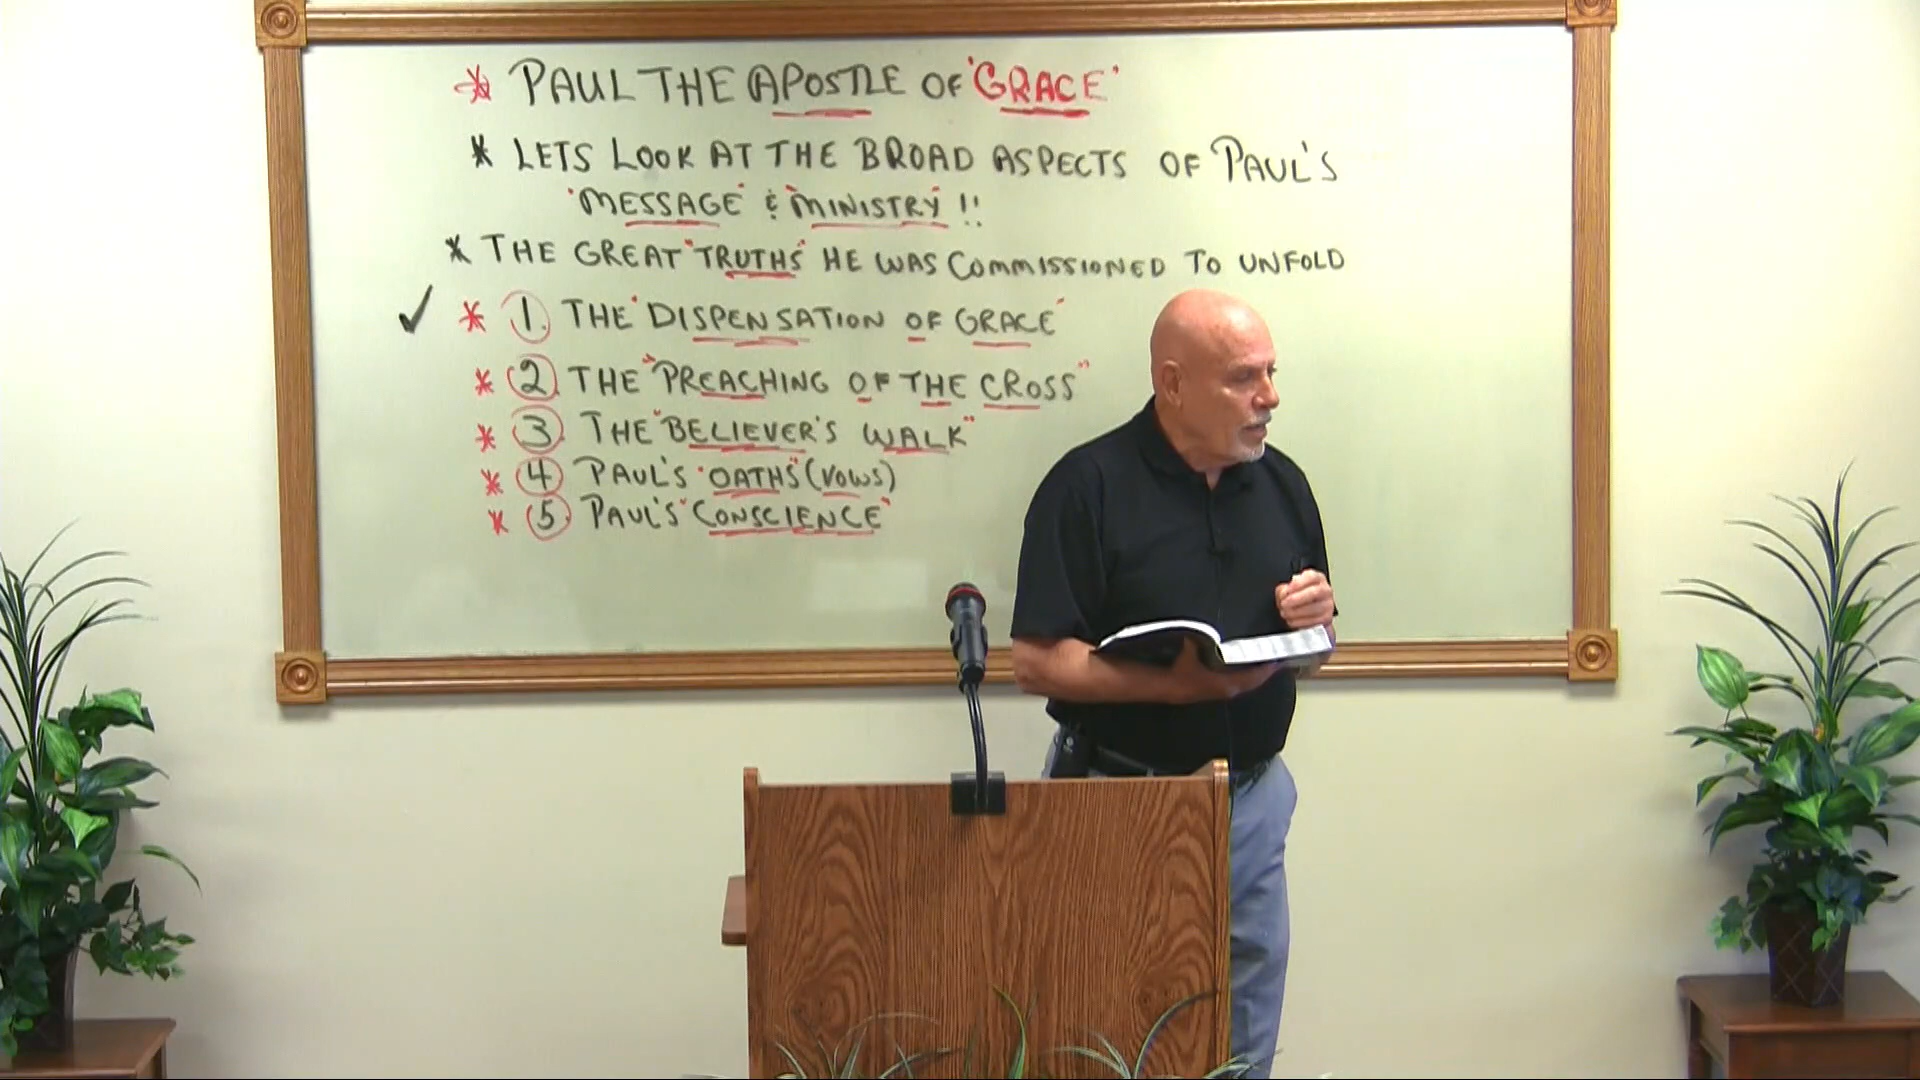 * PAUL THE APOSTLE OF "GRACE"
* LETS LOOK AT THE BROAD ASPECTS OF PAUL'S
"MESSAGE" & "MINISTRY" !!
* THE GREAT "TRUTHS" HE WAS COMMISSIONED TO UNFOLD
✓ * 1. THE "DISPENSATION OF GRACE"
* 2. THE "PREACHING OF THE CROSS"
* 3. THE "BELIEVER'S WALK"
* 4. PAUL'S "OATHS" (VOWS)
* 5. PAUL'S "CONSCIENCE"